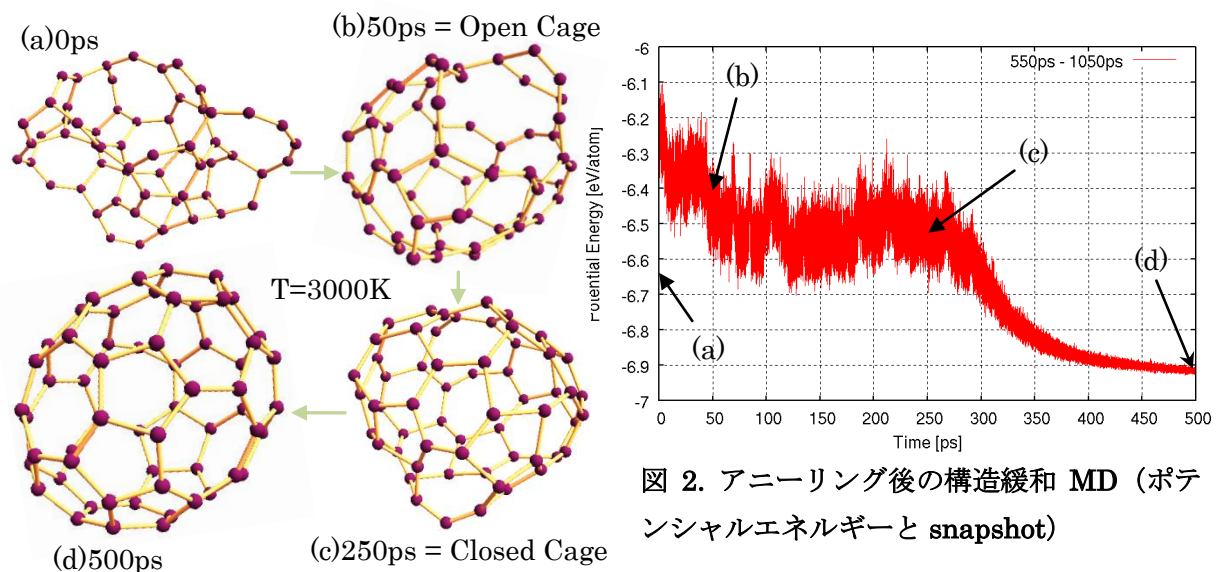 (a)0ps
(b)50ps = Open Cage
T=3000K
(d)500ps
(c)250ps = Closed Cage
550ps - 1050ps
Potential Energy [eV/atom]
-6
-6.1
-6.2
-6.3
-6.4
-6.5
-6.6
-6.7
-6.8
-6.9
-7
(b)
(c)
(a)
(d)
0 50 100 150 200 250 300 350 400 450 500
Time [ps]
図 2. アニーリング後の構造緩和 MD（ポテ
ンシャルエネルギーと snapshot）